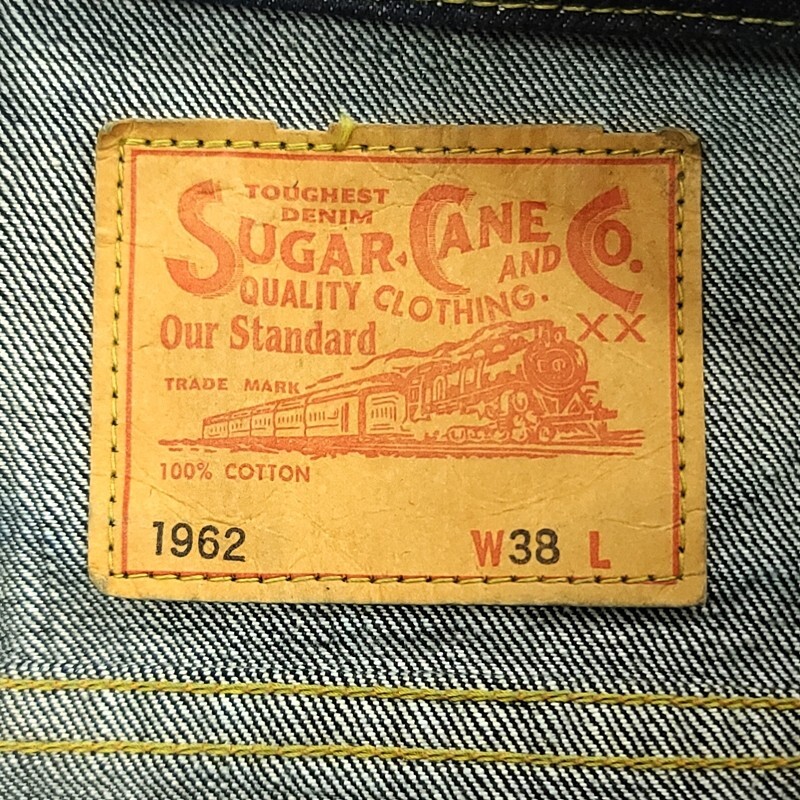 TOUGHEST
DENIM
SUGAR CANE AND CO.
QUALITY CLOTHING.
Our Standard
XX
TRADE MARK
100% COTTON
1962 W38 L